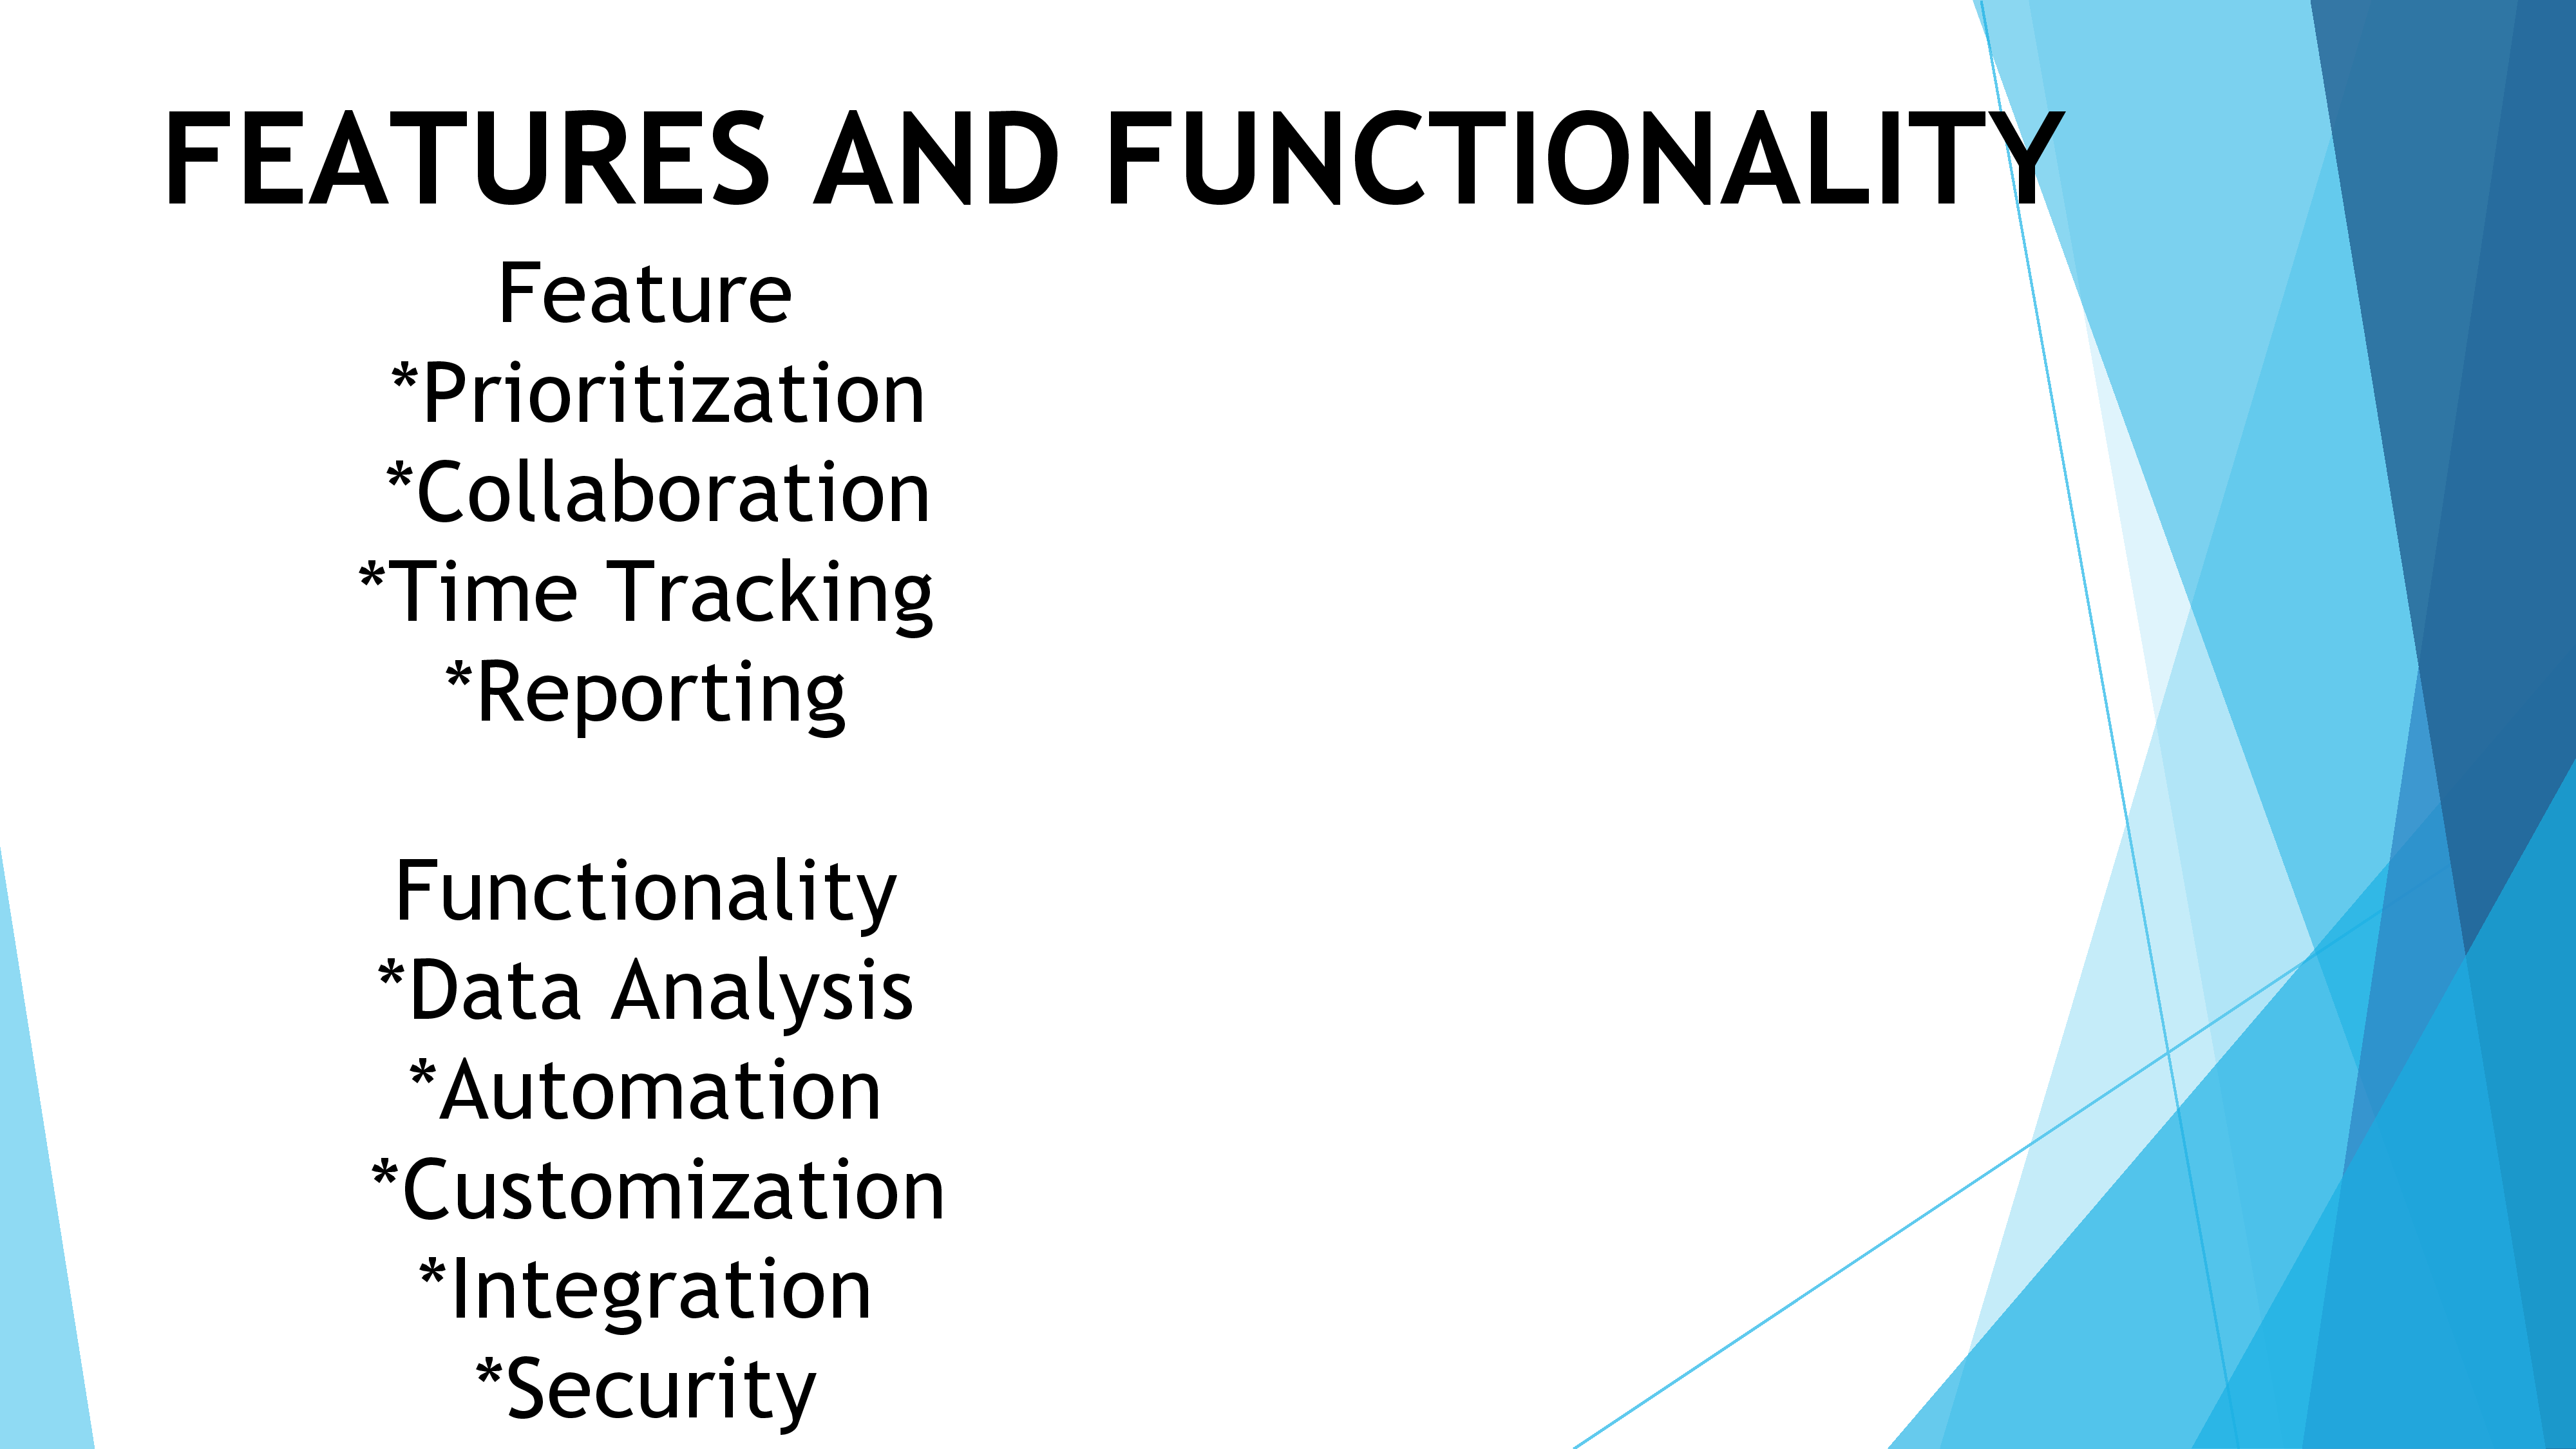 FEATURES AND FUNCTIONALITY
Feature
*Prioritization
*Collaboration
*Time Tracking
*Reporting
Functionality
*Data Analysis
*Automation
*Customization
*Integration
*Security